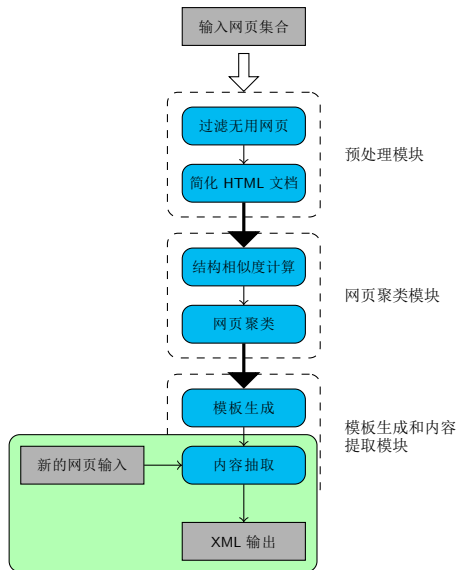 输入网页集合
过滤无用网页
预处理模块
简化 HTML 文档
结构相似度计算
网页聚类模块
网页聚类
模板生成
模板生成和内容
提取模块
新的网页输入
内容抽取
XML 输出